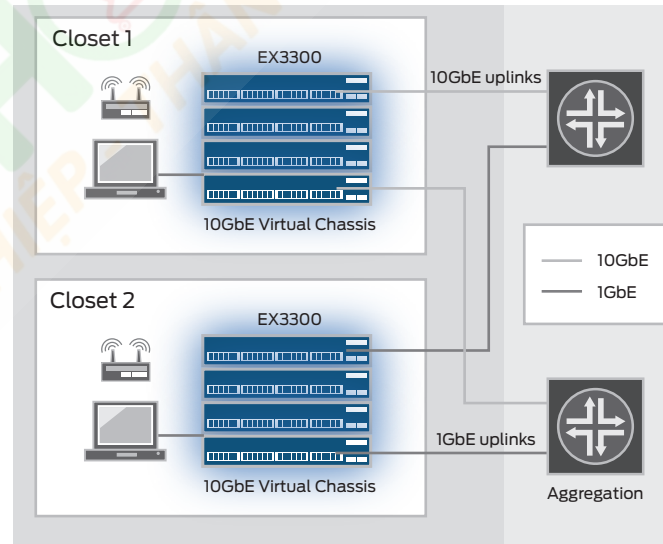 Closet 1
EX3300
10GbE uplinks
10GbE Virtual Chassis
10GbE
1GbE
Closet 2
EX3300
1GbE uplinks
10GbE Virtual Chassis
Aggregation